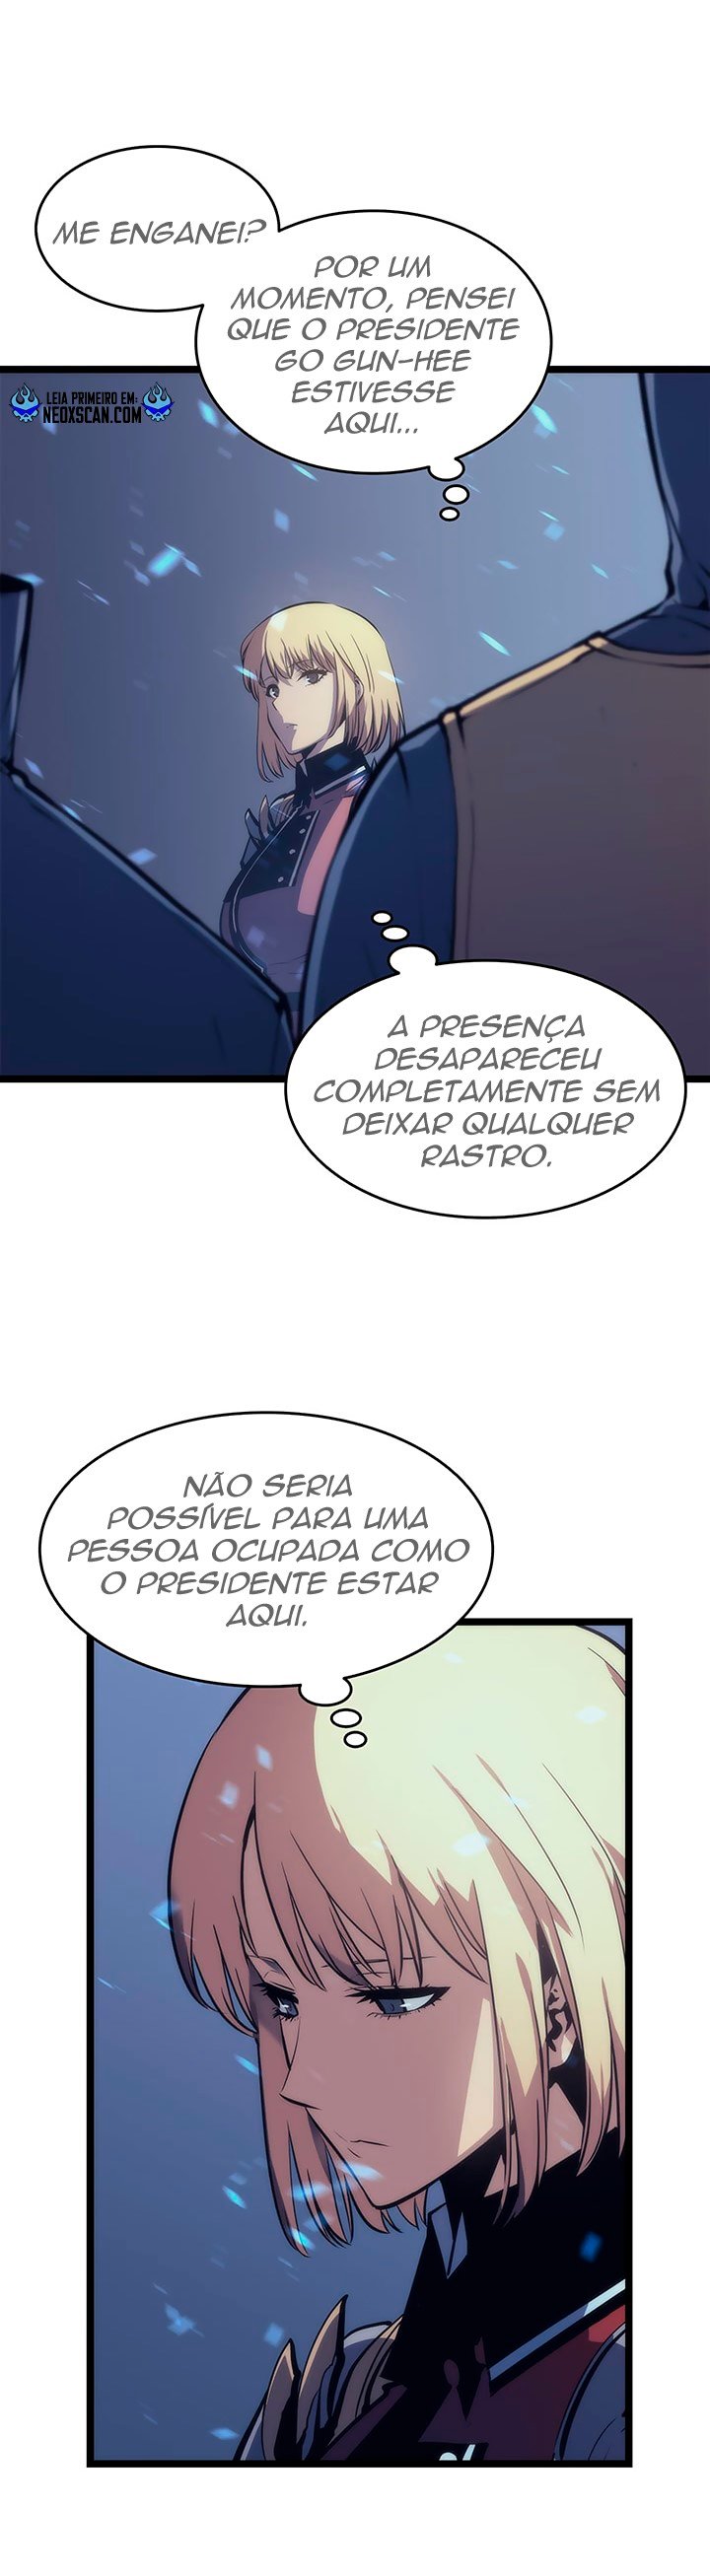 ME ENGANEI?
POR UM
MOMENTO, PENSEI
QUE O PRESIDENTE
GO GUN-HEE
ESTIVESSE
AQUI...
LEIA PRIMEIRO EM:
NEOXSCAN.COM
A PRESENÇA
DESAPARECEU
COMPLETAMENTE SEM
DEIXAR QUALQUER
RASTRO.
NÃO SERIA
POSSÍVEL PARA UMA
PESSOA OCUPADA COMO
O PRESIDENTE ESTAR
AQUI.